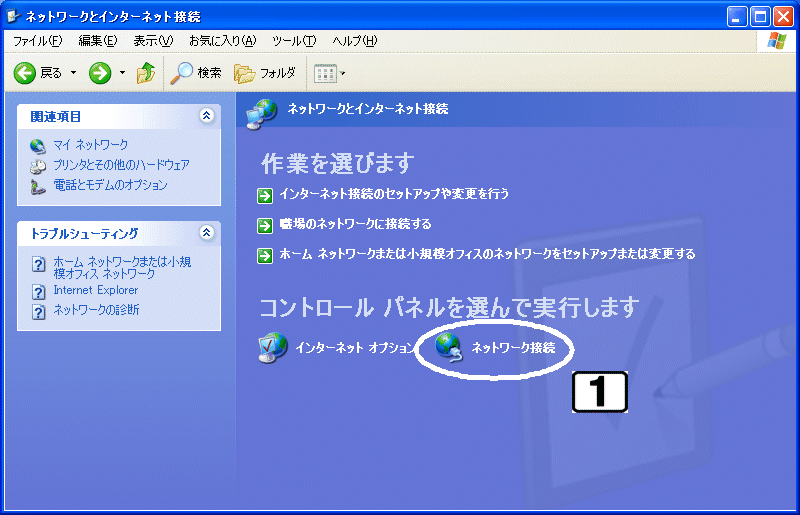 ネットワークとインターネット接続
ファイル(F) 編集(E) 表示(V) お気に入り(A) ツール(T) ヘルプ(H)
戻る 検索 フォルダ
関連項目
マイ ネットワーク
プリンタとその他のハードウェア
電話とモデムのオプション
トラブルシューティング
ホーム ネットワークまたは小規
模オフィス ネットワーク
Internet Explorer
ネットワークの診断
ネットワークとインターネット接続
作業を選びます
インターネット接続のセットアップや変更を行う
職場のネットワークに接続する
ホーム ネットワークまたは小規模オフィスのネットワークをセットアップまたは変更する
コントロール パネルを選んで実行します
インターネット オプション ネットワーク接続
1